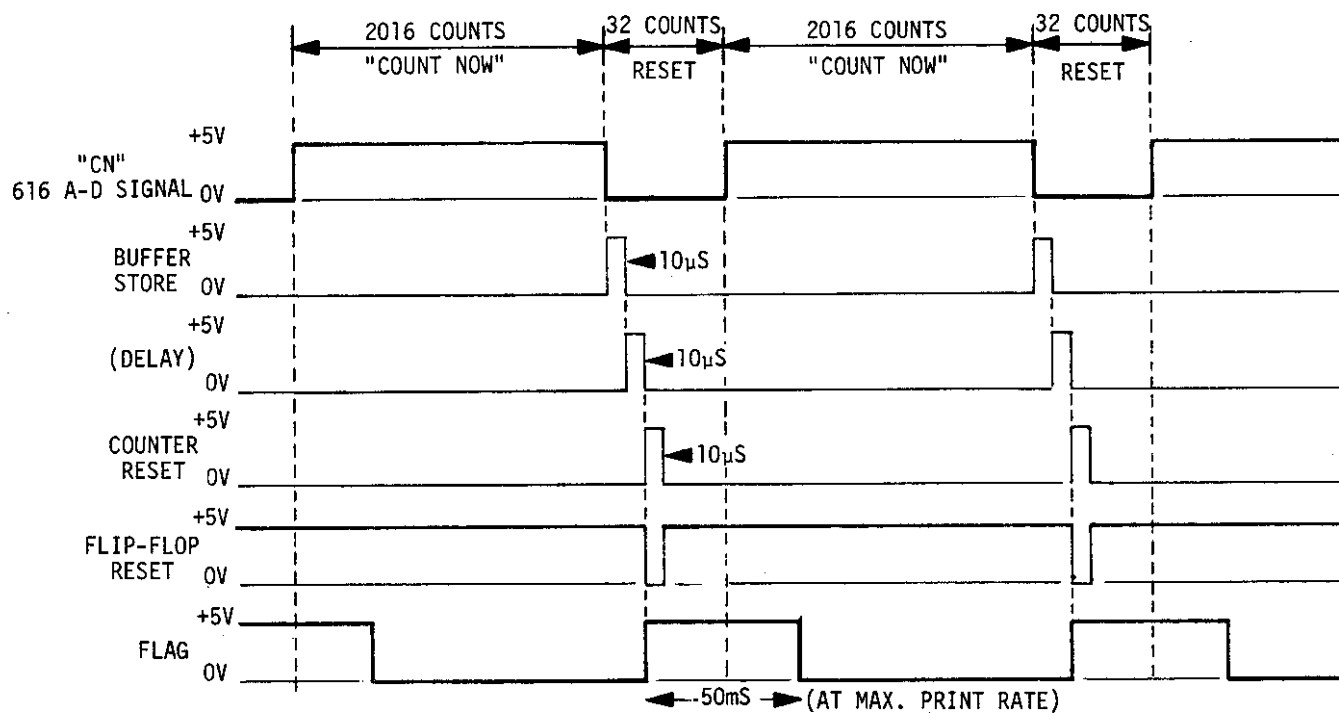 2016 COUNTS
32 COUNTS
2016 COUNTS
32 COUNTS
"COUNT NOW"
RESET
"COUNT NOW"
RESET
+5V
"CN"
616 A-D SIGNAL
0V
+5V
BUFFER
STORE
0V
10µS
+5V
(DELAY)
0V
10µS
+5V
COUNTER
RESET
0V
10µS
+5V
FLIP-FLOP
RESET
0V
+5V
FLAG
0V
50mS
(AT MAX. PRINT RATE)